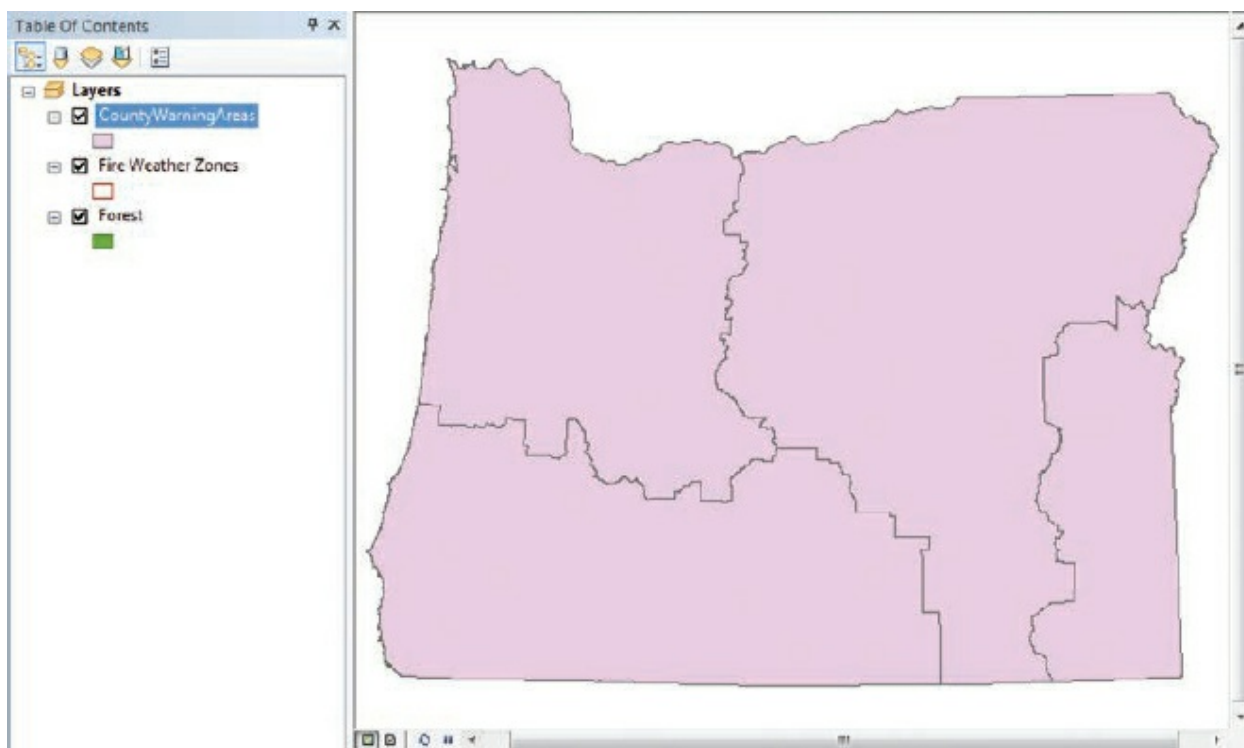 Table Of Contents
Layers
CountyWarningAreas
Fire Weather Zones
Forest